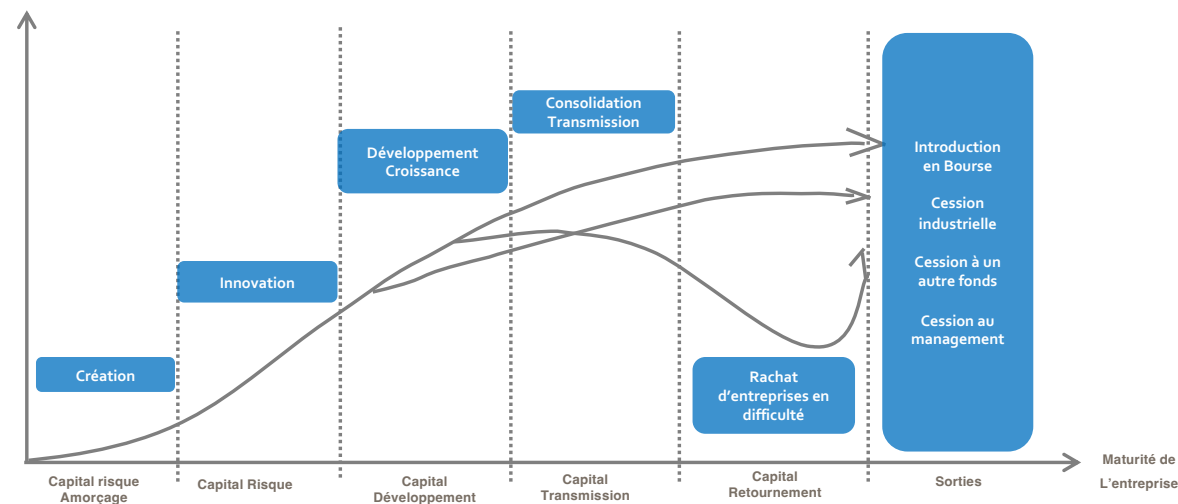 Consolidation
Transmission
Développement
Croissance
Innovation
Création
Rachat
d'entreprises en
difficulté
Introduction
en Bourse
Cession
industrielle
Cession à un
autre fonds
Cession au
management
Capital risque
Amorçage
Capital Risque
Capital
Développement
Capital
Transmission
Capital
Retournement
Sorties
Maturité de
L'entreprise